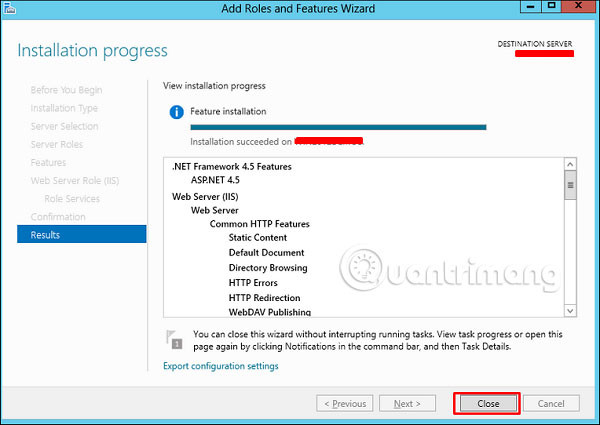 Add Roles and Features Wizard
Installation progress
DESTINATION SERVER
Before You Begin
Installation Type
Server Selection
Server Roles
Features
Web Server Role (IIS)
Role Services
Confirmation
Results
View installation progress
Feature installation
Installation succeeded on
.NET Framework 4.5 Features
ASP.NET 4.5
Web Server (IIS)
Web Server
Common HTTP Features
Static Content
Default Document
Directory Browsing
HTTP Errors
HTTP Redirection
WebDAV Publishing
Quantrimang
1
You can close this wizard without interrupting running tasks. View task progress or open this
page again by clicking Notifications in the command bar, and then Task Details.
Export configuration settings
< Previous
Next >
Close
Cancel